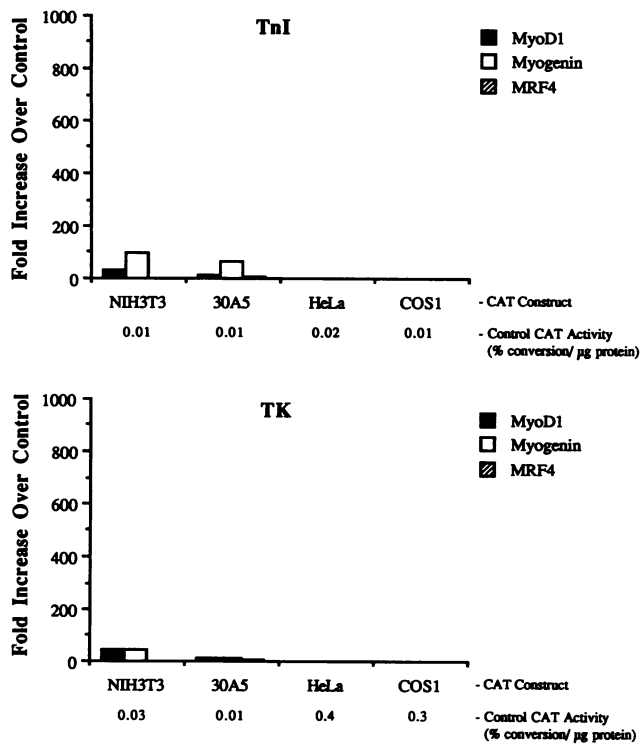 TnI
1000
800
600
400
200
0
Fold Increase Over Control
MyoD1
Myogenin
MRF4
NIH3T3 30A5 HeLa COS1 - CAT Construct
0.01 0.01 0.02 0.01 - Control CAT Activity
(% conversion/ µg protein)
TK
1000
800
600
400
200
0
Fold Increase Over Control
MyoD1
Myogenin
MRF4
NIH3T3 30A5 HeLa COS1 - CAT Construct
0.03 0.01 0.4 0.3 - Control CAT Activity
(% conversion/ µg protein)